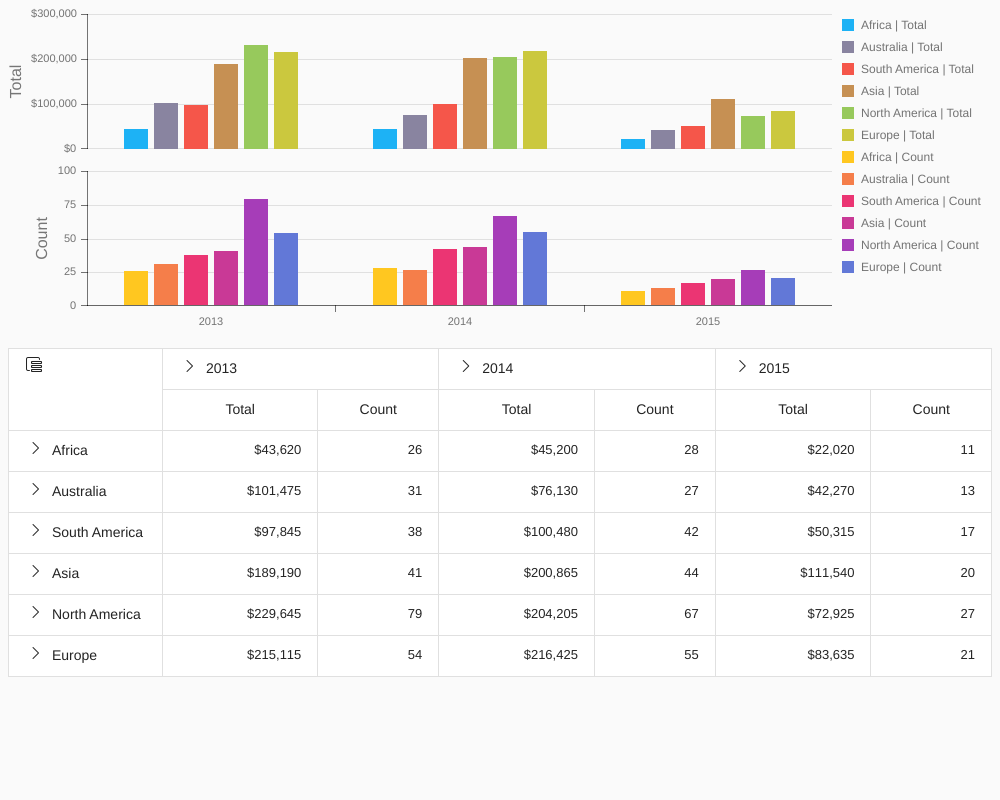 $300,000
$200,000
$100,000
$0
Total
100
75
50
25
0
Count
2013 2014 2015
Africa | Total
Australia | Total
South America | Total
Asia | Total
North America | Total
Europe | Total
Africa | Count
Australia | Count
South America | Count
Asia | Count
North America | Count
Europe | Count
2013 2014 2015
Total Count Total Count Total Count
Africa $43,620 26 $45,200 28 $22,020 11
Australia $101,475 31 $76,130 27 $42,270 13
South America $97,845 38 $100,480 42 $50,315 17
Asia $189,190 41 $200,865 44 $111,540 20
North America $229,645 79 $204,205 67 $72,925 27
Europe $215,115 54 $216,425 55 $83,635 21